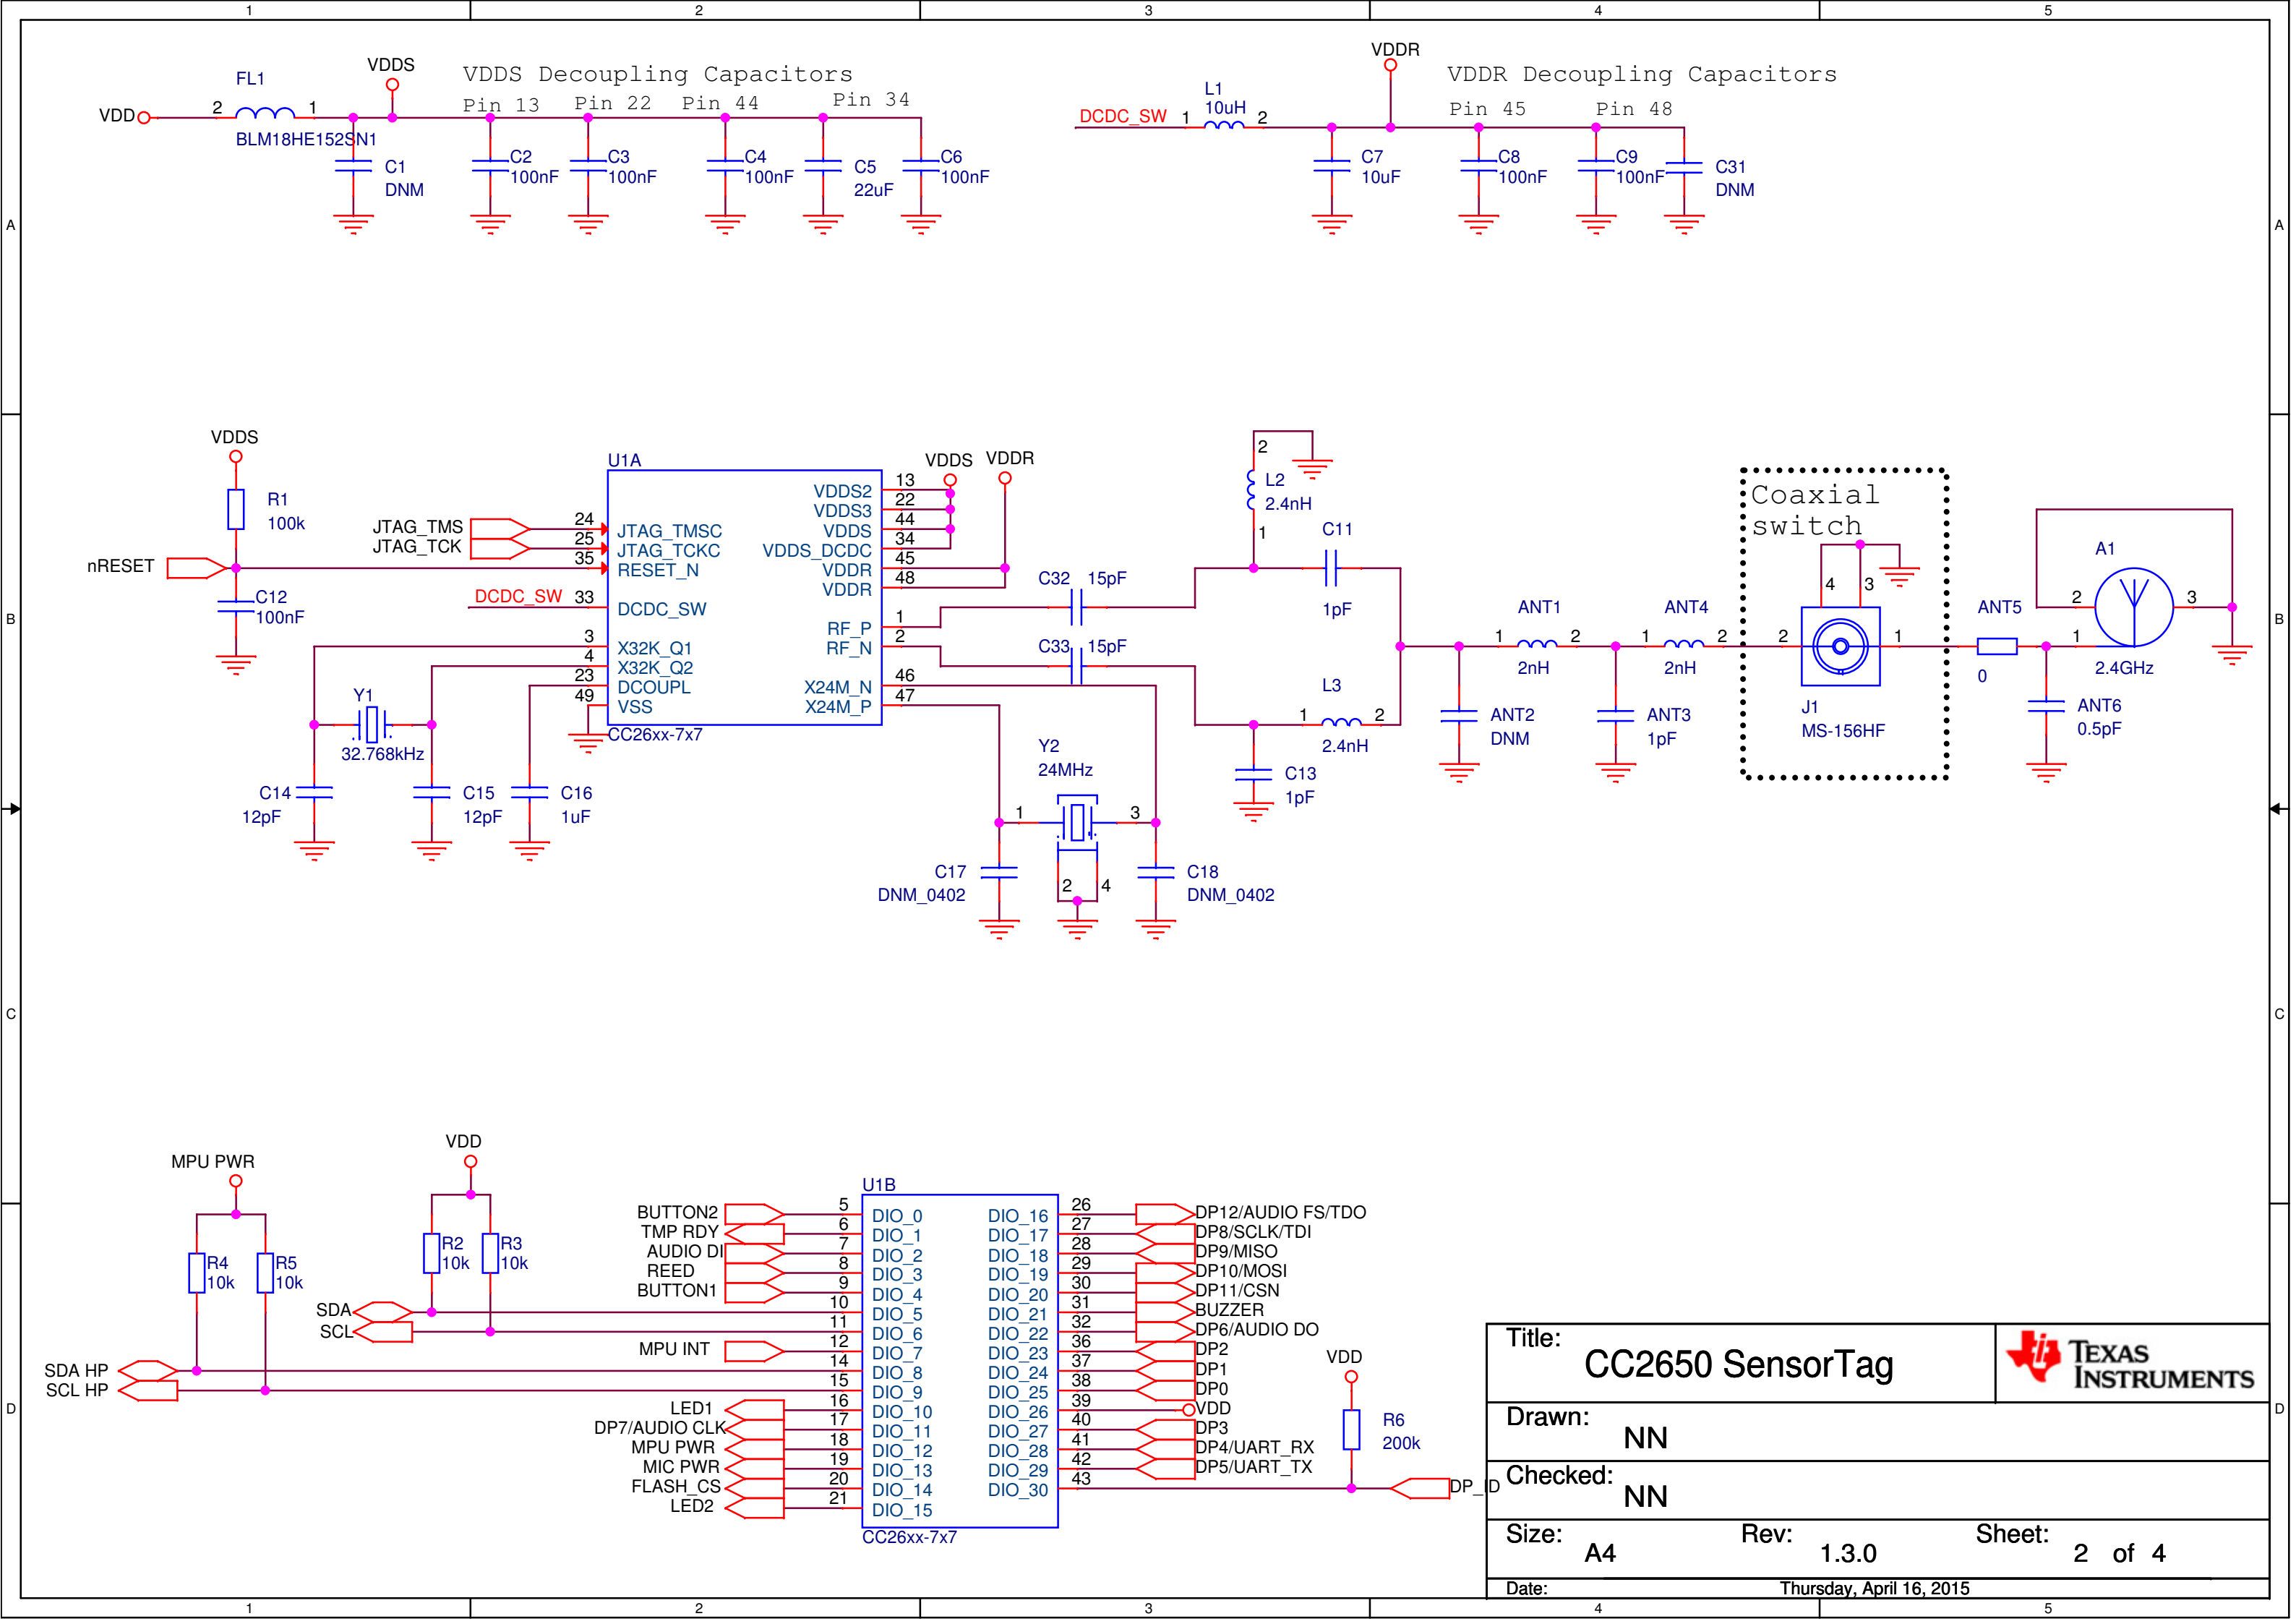 1 2 3 4 5
A
B
C
D
A
B
C
D
1 2 3 4 5
VDD
2
FL1
1
BLM18HE152SN1
VDDS
VDDS Decoupling Capacitors
Pin 13 Pin 22 Pin 44 Pin 34
C1
DNM
C2
100nF
C3
100nF
C4
100nF
C5
22uF
C6
100nF
DCDC_SW
1
L1
10uH
2
VDDR
VDDR Decoupling Capacitors
Pin 45 Pin 48
C7
10uF
C8
100nF
C9
100nF
C31
DNM
VDDS
R1
100k
nRESET
C12
100nF
JTAG_TMS
JTAG_TCK
DCDC_SW
U1A
24 JTAG_TMSC
25 JTAG_TCKC
35 RESET_N
33 DCDC_SW
3 X32K_Q1
4 X32K_Q2
23 DCOUPL
49 VSS
VDDS2 13
VDDS3 22
VDDS 44
VDDS_DCDC 34
VDDR 45
VDDR 48
RF_P 1
RF_N 2
X24M_N 46
X24M_P 47
CC26xx-7x7
VDDS
VDDR
Y1
32.768kHz
C14
12pF
C15
12pF
C16
1uF
C32 15pF
C33 15pF
2
L2
2.4nH
1
C11
1pF
L3
1 2
2.4nH
C13
1pF
Y2
24MHz
1 3
2 4
C17
DNM_0402
C18
DNM_0402
ANT1
1 2
2nH
ANT2
DNM
ANT3
1pF
ANT4
1 2
2nH
Coaxial
switch
4 3
2 1
J1
MS-156HF
ANT5
0
A1
2 3
1
2.4GHz
ANT6
0.5pF
MPU PWR
VDD
R4
10k
R5
10k
R2
10k
R3
10k
SDA
SCL
SDA HP
SCL HP
U1B
BUTTON2 5 DIO_0
TMP RDY 6 DIO_1
AUDIO DI 7 DIO_2
REED 8 DIO_3
BUTTON1 9 DIO_4
10 DIO_5
11 DIO_6
MPU INT 12 DIO_7
14 DIO_8
15 DIO_9
LED1 16 DIO_10
DP7/AUDIO CLK 17 DIO_11
MPU PWR 18 DIO_12
MIC PWR 19 DIO_13
FLASH_CS 20 DIO_14
LED2 21 DIO_15
DIO_16 26 DP12/AUDIO FS/TDO
DIO_17 27 DP8/SCLK/TDI
DIO_18 28 DP9/MISO
DIO_19 29 DP10/MOSI
DIO_20 30 DP11/CSN
DIO_21 31 BUZZER
DIO_22 32 DP6/AUDIO DO
DIO_23 36 DP2
DIO_24 37 DP1
DIO_25 38 DP0
DIO_26 39 VDD
DIO_27 40 DP3
DIO_28 41 DP4/UART_RX
DIO_29 42 DP5/UART_TX
DIO_30 43
CC26xx-7x7
VDD
R6
200k
DP_ID
Title:
CC2650 SensorTag
TEXAS
INSTRUMENTS
Drawn:
NN
Checked:
NN
Size: A4 Rev: 1.3.0 Sheet: 2 of 4
Date: Thursday, April 16, 2015